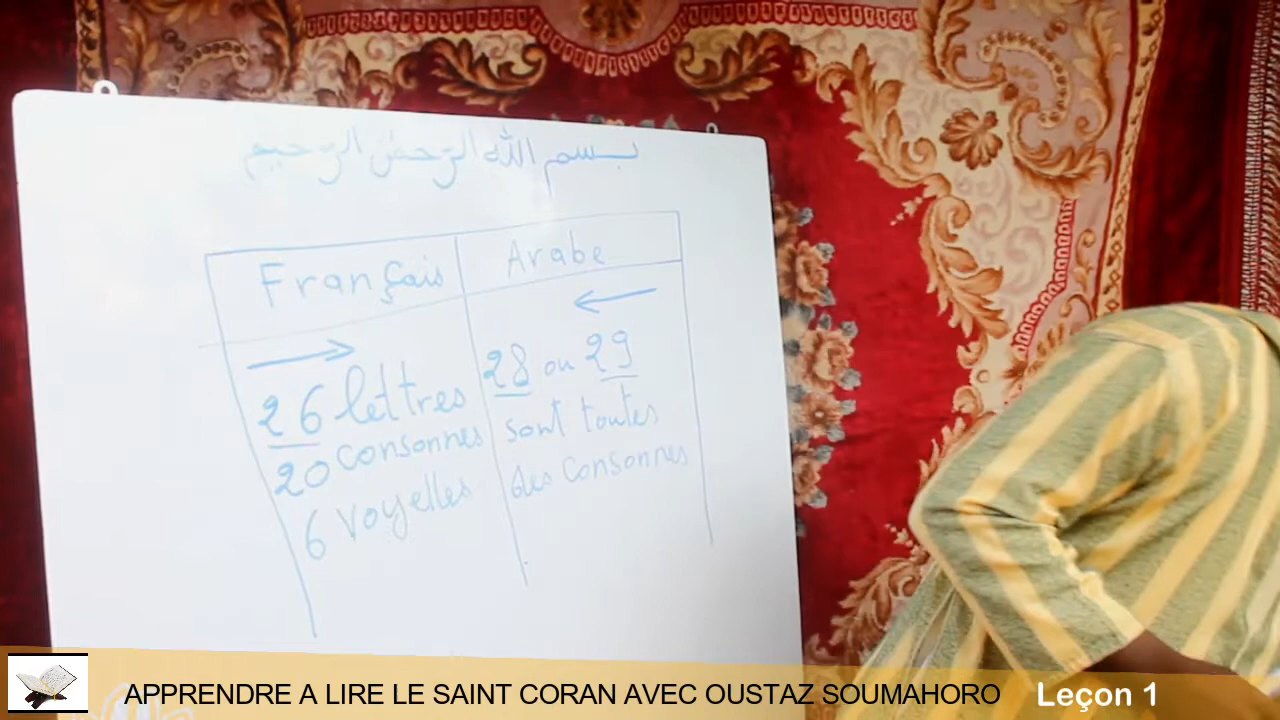 بسم الله الرحمن الرحيم
Français
Arabe
26 lettres
20 consonnes
6 voyelles
28 ou 29
sont toutes
des consonnes
APPRENDRE A LIRE LE SAINT CORAN AVEC OUSTAZ SOUMAHORO Leçon 1